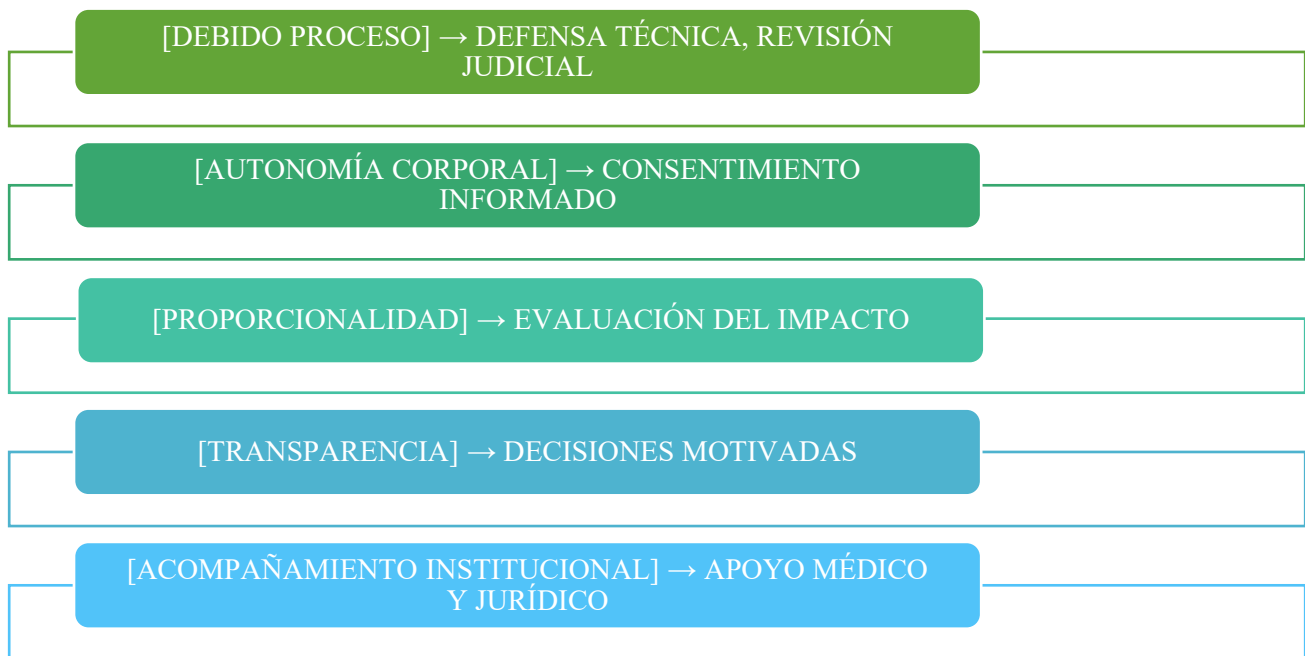 [DEBIDO PROCESO] → DEFENSA TÉCNICA, REVISIÓN
JUDICIAL
[AUTONOMÍA CORPORAL] → CONSENTIMIENTO
INFORMADO
[PROPORCIONALIDAD] → EVALUACIÓN DEL IMPACTO
[TRANSPARENCIA] → DECISIONES MOTIVADAS
[ACOMPAÑAMIENTO INSTITUCIONAL] → APOYO MÉDICO
Y JURÍDICO